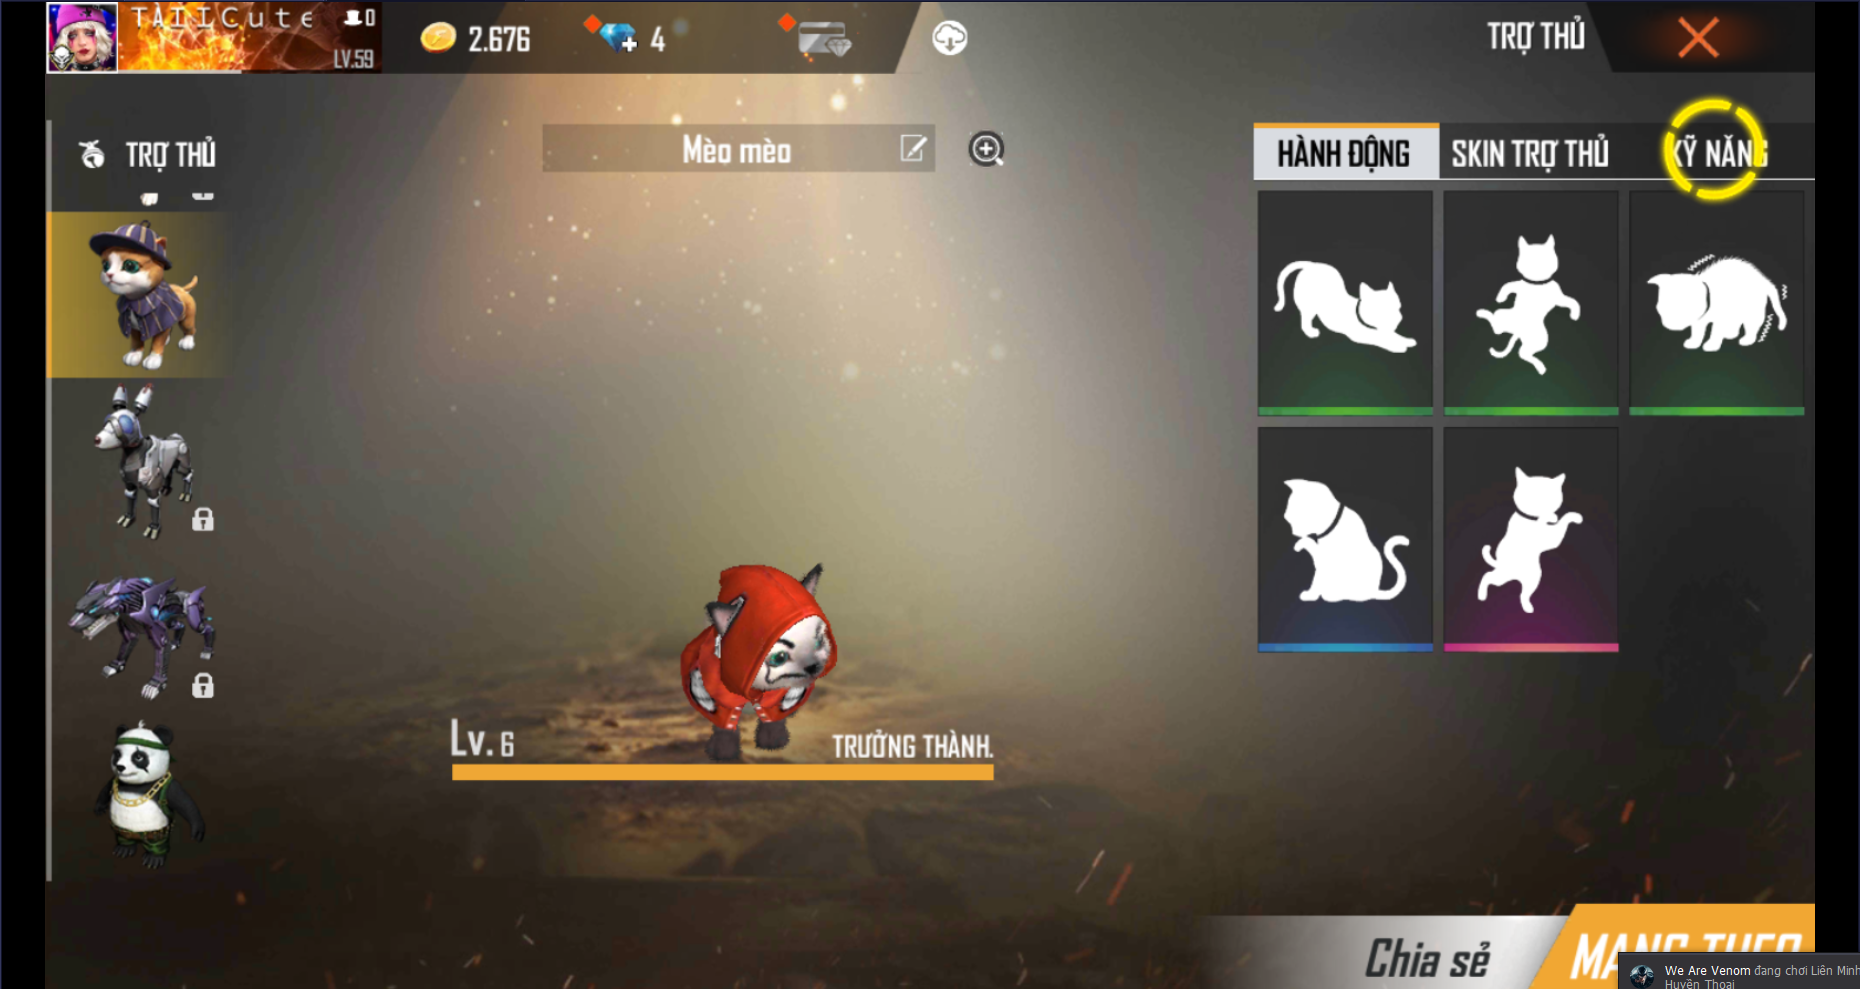 TÀIICute
0
LV.59
2.676
4
TRỢ THỦ
TRỢ THỦ
Mèo mèo
HÀNH ĐỘNG
SKIN TRỢ THỦ
KỸ NĂNG
Lv. 6
TRƯỞNG THÀNH.
Chia sẻ
MANG THEO
We Are Venom đang chơi Liên Minh
Huyền Thoại